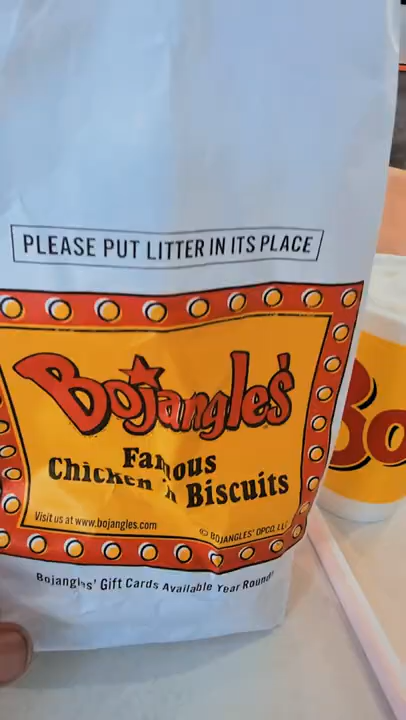 PLEASE PUT LITTER IN ITS PLACE
Bojangles'
Famous
Chicken 'n Biscuits
Visit us at www.bojangles.com
© BOJANGLES' OPCO, LLC
Bojangles' Gift Cards Available Year Round!
Bo